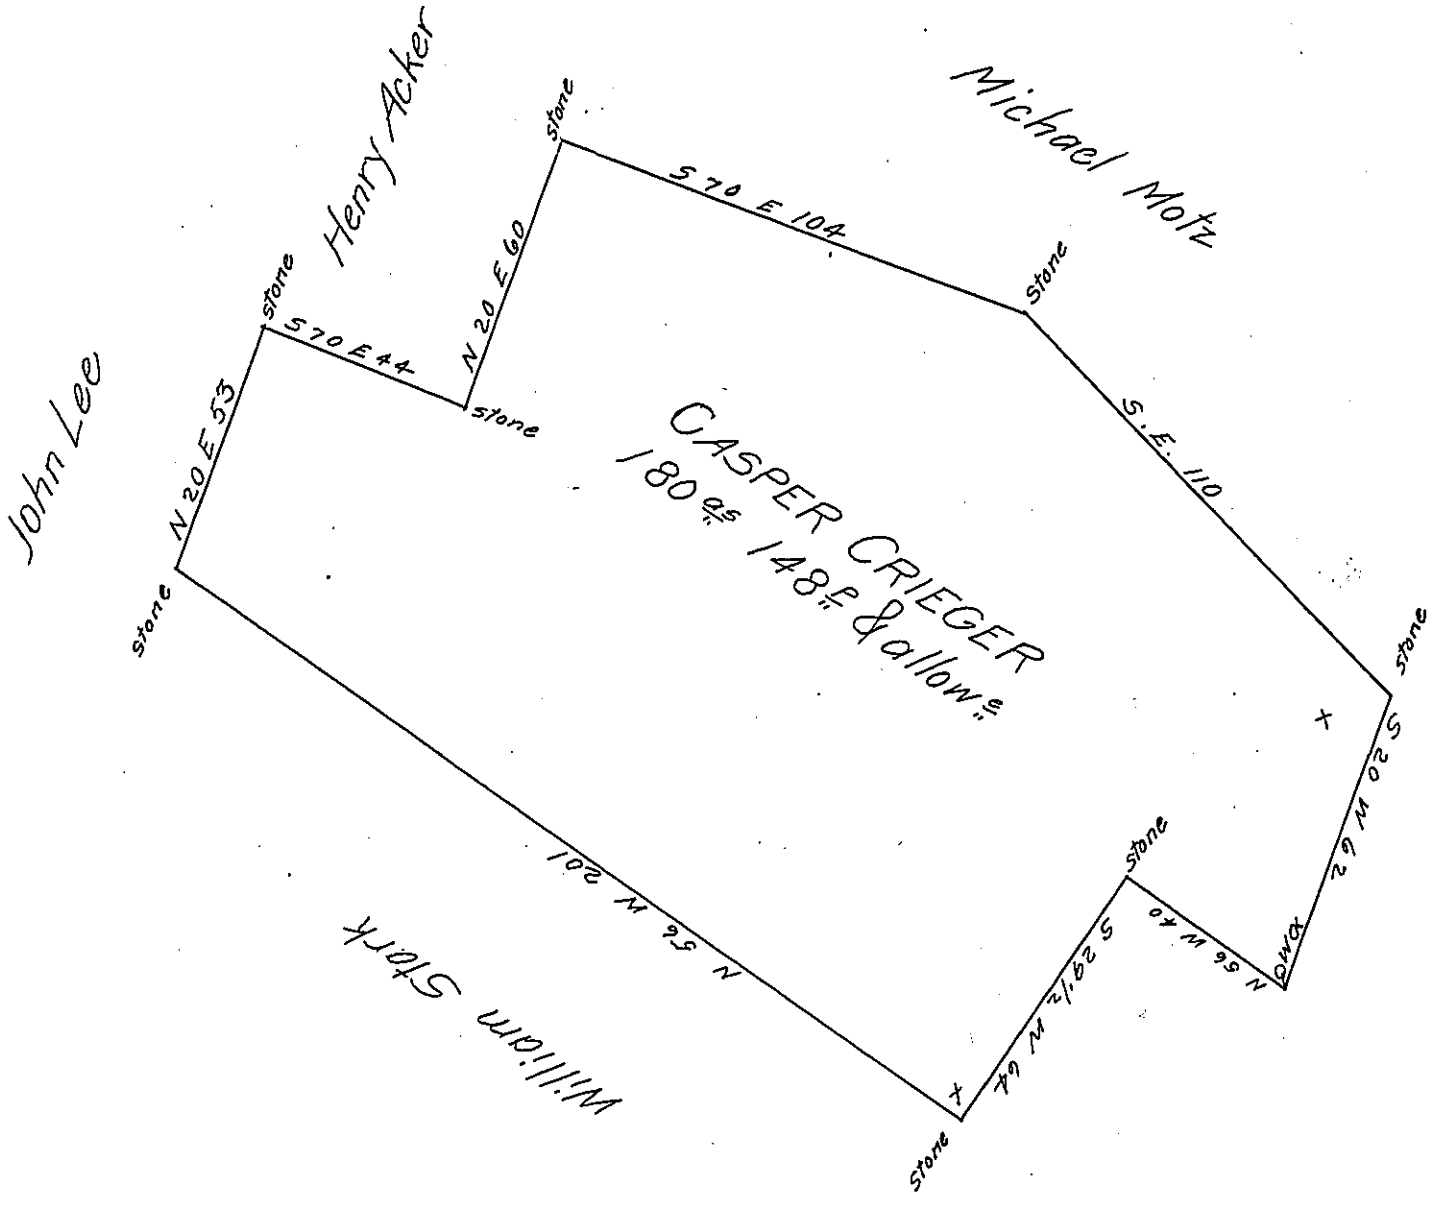 Henry Acker
Michael Motz
John Lee
stone
S 70 E 104
stone
S.E. 110
stone
S 20 W 62
N 56 W 40
stone
S 29 1/2 W 64
x
x
stone
N 56 W 201
stone
N 20 E 53
stone
S 70 E 44
stone
N 20 E 60
CASPER CRIEGER
180 as 148 P & allowe
William Stark